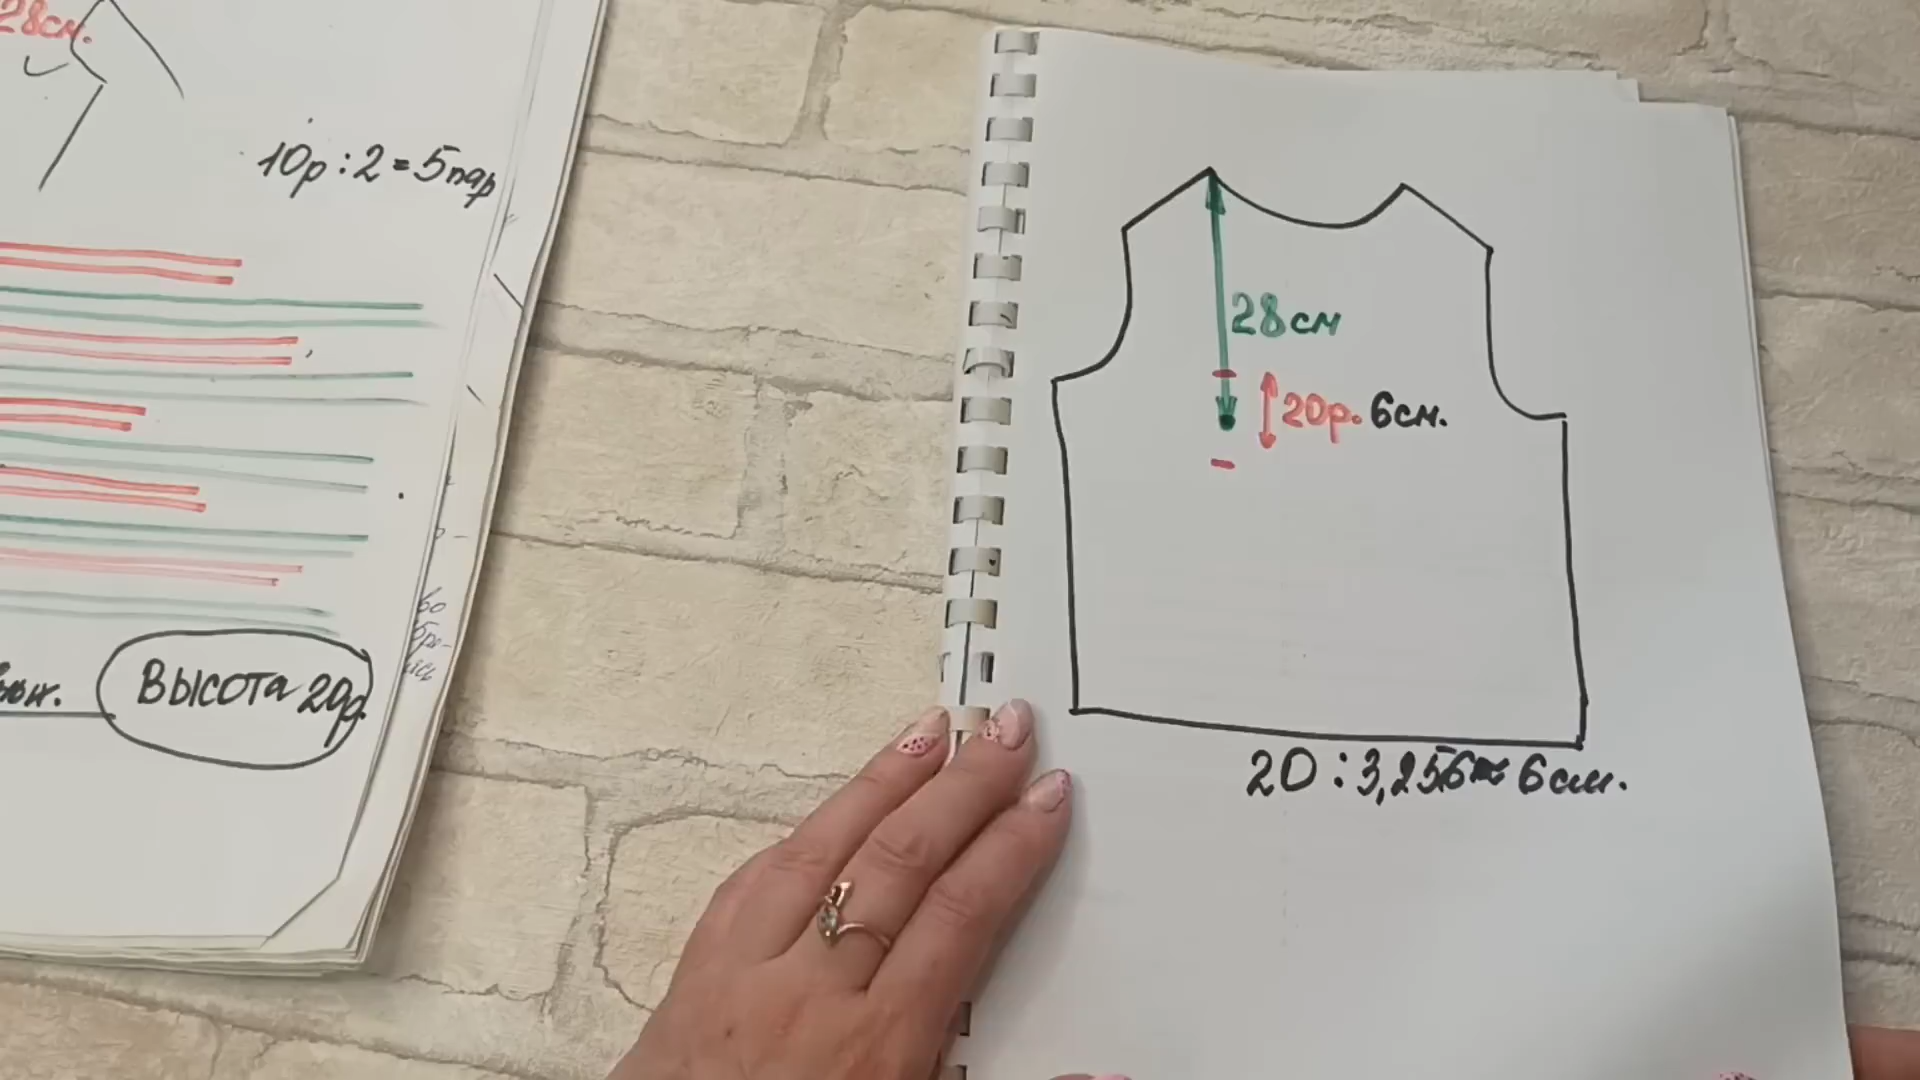 28см.
10р : 2 = 5пар
Высота 20р.
28см
20р. 6см.
20 : 3,256 ≈ 6см.